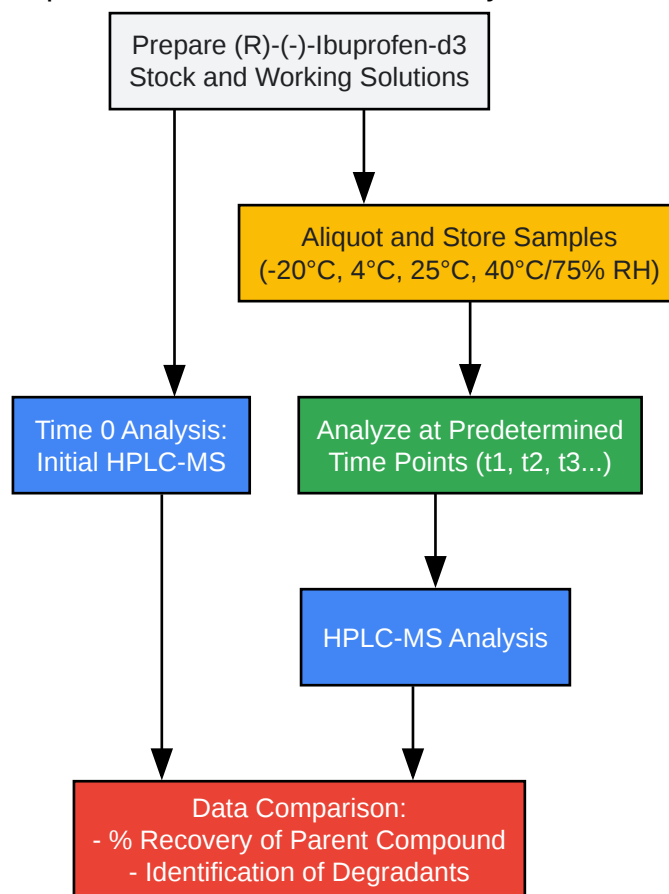 Prepare (R)-(-)-Ibuprofen-d3
Stock and Working Solutions
Aliquot and Store Samples
(-20°C, 4°C, 25°C, 40°C/75% RH)
Time 0 Analysis:
Initial HPLC-MS
Analyze at Predetermined
Time Points (t1, t2, t3...)
HPLC-MS Analysis
Data Comparison:
- % Recovery of Parent Compound
- Identification of Degradants